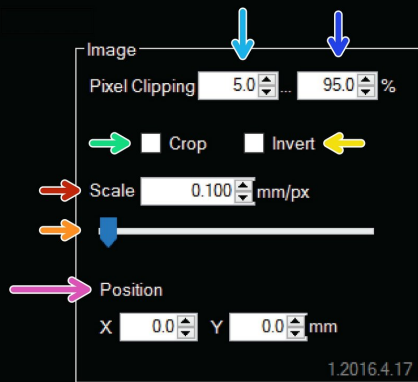 Image
Pixel Clipping 5.0 ... 95.0 %
Crop Invert
Scale 0.100 mm/px
Position
X 0.0 Y 0.0 mm
1.2016.4.17